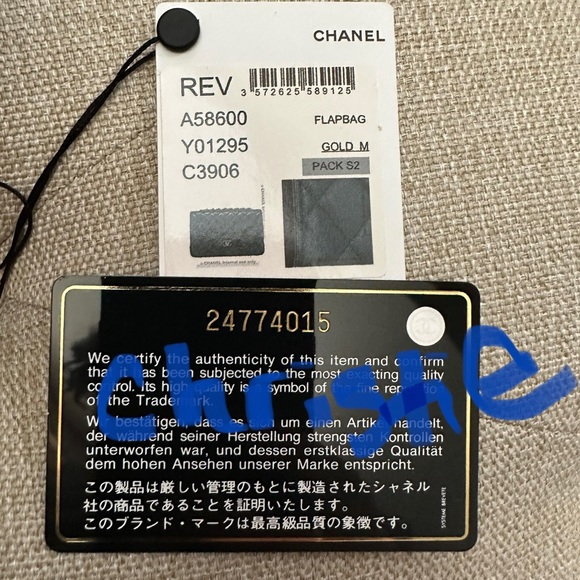 CHANEL
REV
3 572625 589125
A58600
FLAPBAG
Y01295
GOLD M
C3906
PACK S2
24774015
We certify the authenticity of this item and confirm
that it has been subjected to the most exacting quality
control. Its high quality is a symbol of the fine reputation
of the Trademark.
Wir bestätigen, dass es sich um einen Artikel handelt,
der während seiner Herstellung strengsten Kontrollen
unterworfen war, und dessen erstklassige Qualität
dem hohen Ansehen unserer Marke entspricht.
この製品は厳しい管理のもとに製造されたシャネル
社の商品であることを証明いたします。
このブランド・マークは最高級品質の象徴です。
SYSTEME BREVETE
Christie